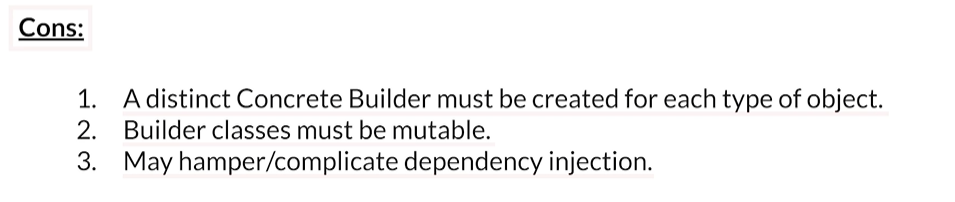 Cons:
1. A distinct Concrete Builder must be created for each type of object.
2. Builder classes must be mutable.
3. May hamper/complicate dependency injection.